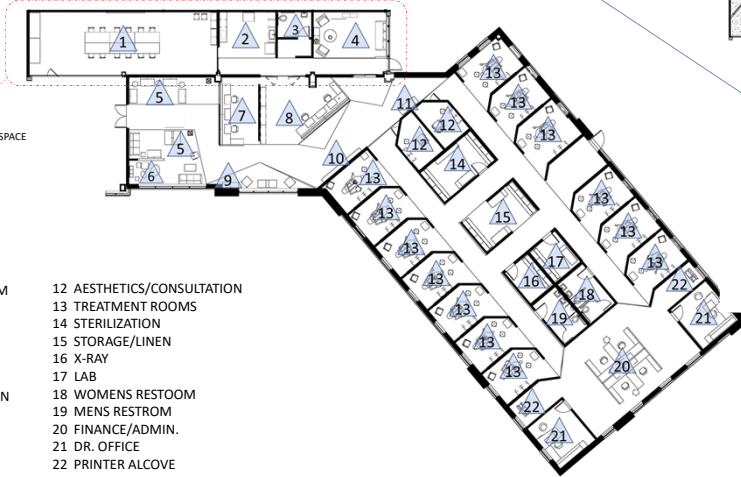 1
2
3
4
5
7
8
11
13
13
12
13
12
14
SPACE
5
6
9
10
13
13
13
13
13
15
13
13
13
16
17
18
19
22
21
13
13
13
20
22
21
M
N
12 AESTHETICS/CONSULTATION
13 TREATMENT ROOMS
14 STERILIZATION
15 STORAGE/LINEN
16 X-RAY
17 LAB
18 WOMENS RESTOOM
19 MENS RESTROM
20 FINANCE/ADMIN.
21 DR. OFFICE
22 PRINTER ALCOVE